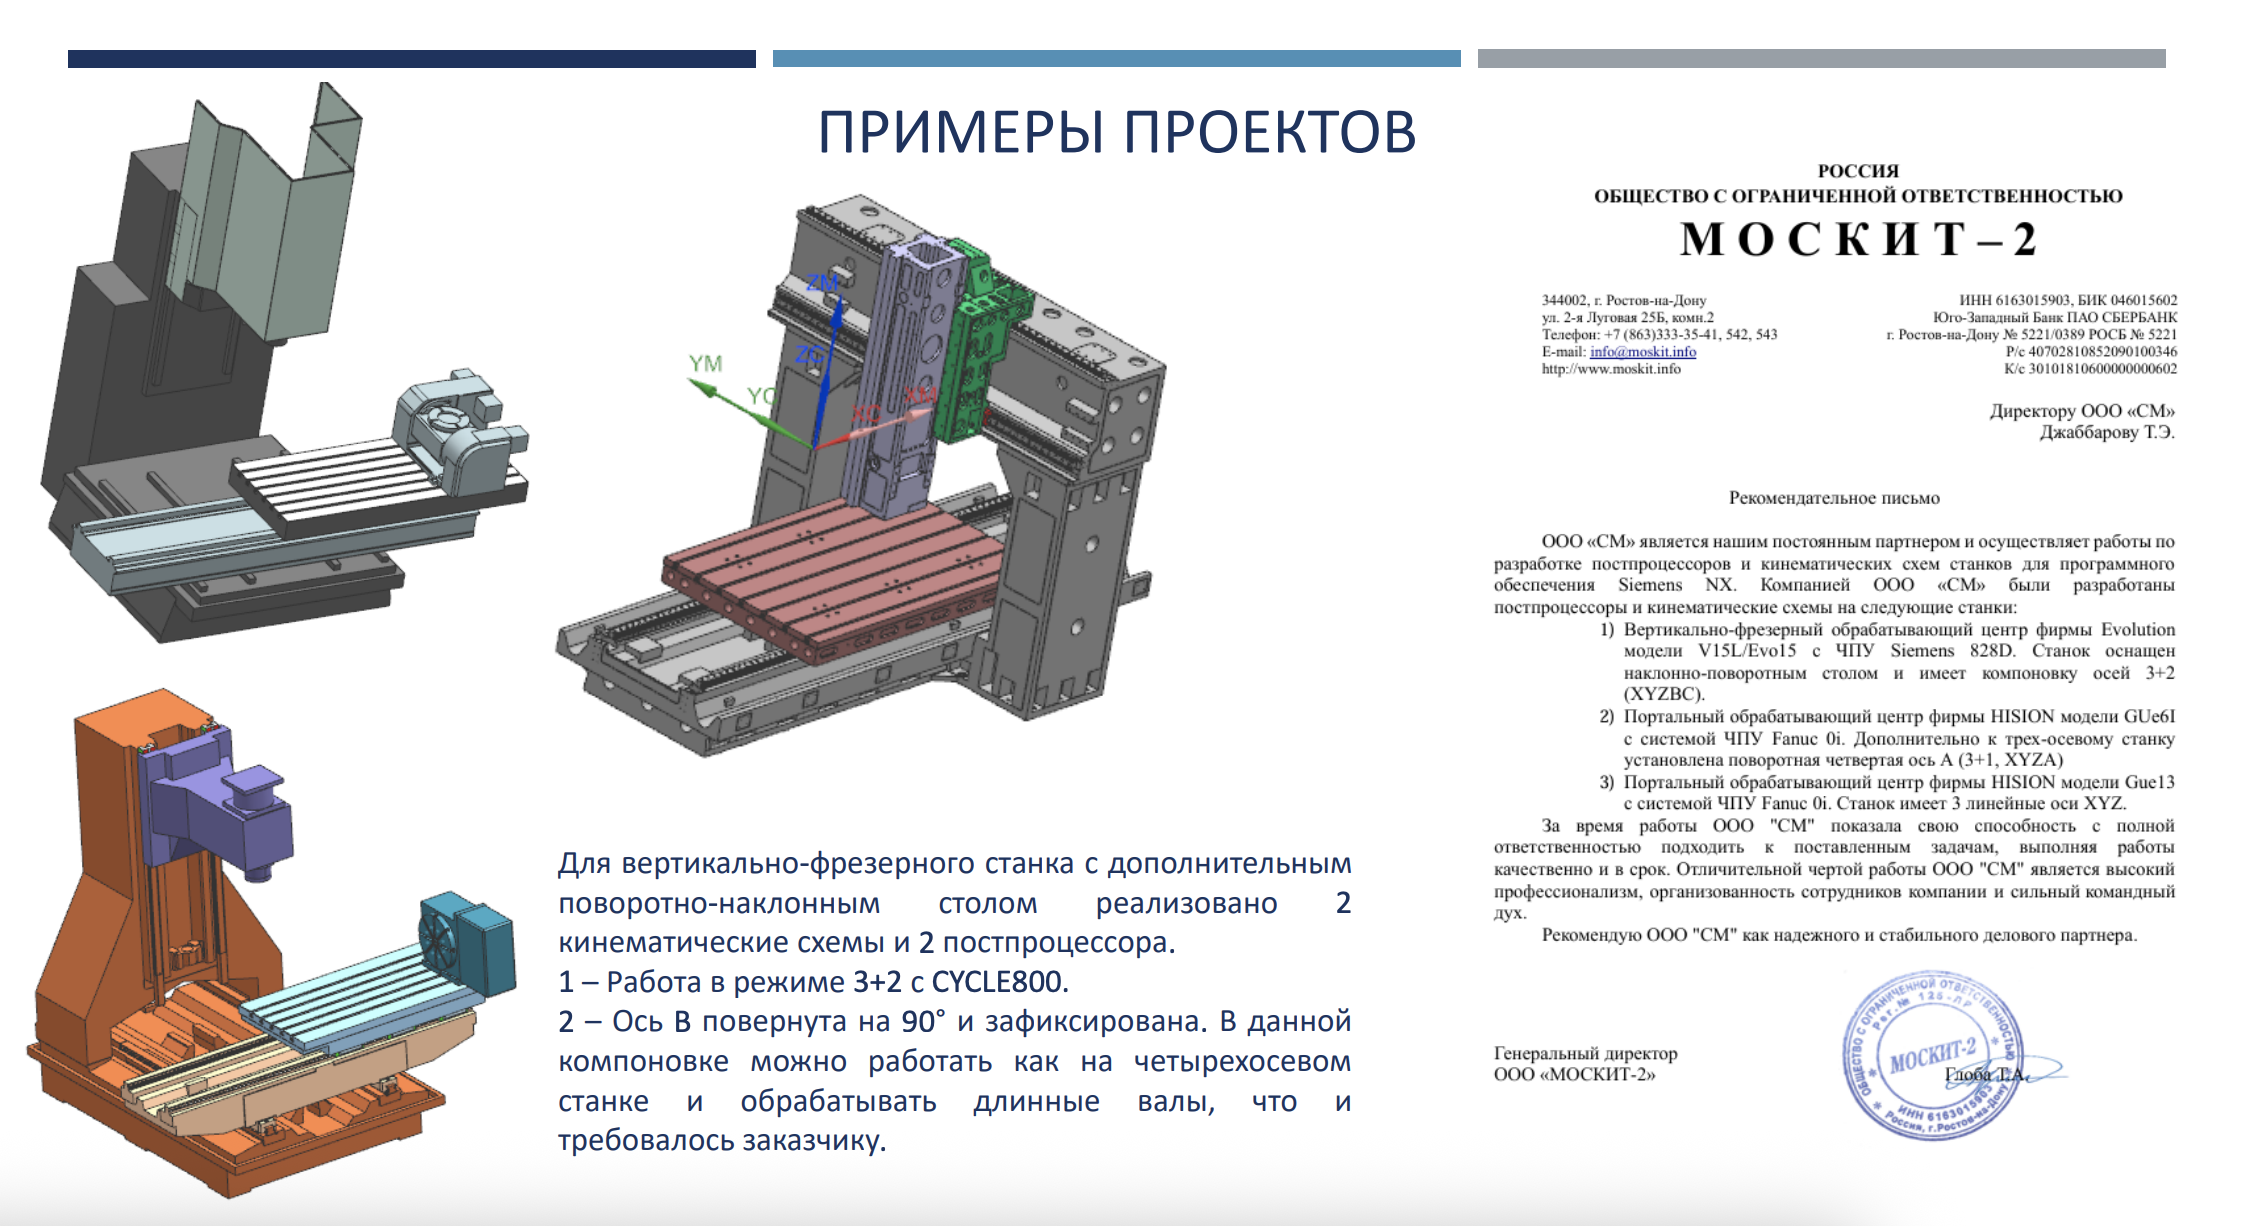 ПРИМЕРЫ ПРОЕКТОВ
ZM
ZC
YM
YC
XC
XM
Для вертикально-фрезерного станка с дополнительным
поворотно-наклонным столом реализовано 2
кинематические схемы и 2 постпроцессора.
1 – Работа в режиме 3+2 с CYCLE800.
2 – Ось B повернута на 90° и зафиксирована. В данной
компоновке можно работать как на четырехосевом
станке и обрабатывать длинные валы, что и
требовалось заказчику.
РОССИЯ
ОБЩЕСТВО С ОГРАНИЧЕННОЙ ОТВЕТСТВЕННОСТЬЮ
М О С К И Т – 2
344002, г. Ростов-на-Дону
ул. 2-я Луговая 25Б, комн.2
Телефон: +7 (863)333-35-41, 542, 543
E-mail: info@moskit.info
http://www.moskit.info
ИНН 6163015903, БИК 046015602
Юго-Западный Банк ПАО СБЕРБАНК
г. Ростов-на-Дону № 5221/0389 РОСБ № 5221
Р/с 40702810852090100346
К/с 30101810600000000602
Директору ООО «СМ»
Джаббарову Т.Э.
Рекомендательное письмо
ООО «СМ» является нашим постоянным партнером и осуществляет работы по
разработке постпроцессоров и кинематических схем станков для программного
обеспечения Siemens NX. Компанией ООО «СМ» были разработаны
постпроцессоры и кинематические схемы на следующие станки:
1) Вертикально-фрезерный обрабатывающий центр фирмы Evolution
модели V15L/Evo15 с ЧПУ Siemens 828D. Станок оснащен
наклонно-поворотным столом и имеет компоновку осей 3+2
(XYZBC).
2) Портальный обрабатывающий центр фирмы HISION модели GUe6I
с системой ЧПУ Fanuc 0i. Дополнительно к трех-осевому станку
установлена поворотная четвертая ось А (3+1, XYZA)
3) Портальный обрабатывающий центр фирмы HISION модели Gue13
с системой ЧПУ Fanuc 0i. Станок имеет 3 линейные оси XYZ.
За время работы ООО "СМ" показала свою способность с полной
ответственностью подходить к поставленным задачам, выполняя работы
качественно и в срок. Отличительной чертой работы ООО "СМ" является высокий
профессионализм, организованность сотрудников компании и сильный командный
дух.
Рекомендую ООО "СМ" как надежного и стабильного делового партнера.
Генеральный директор
ООО «МОСКИТ-2»
Глоба Т.А.
ОБЩЕСТВО С ОГРАНИЧЕННОЙ ОТВЕТСТВЕННОСТЬЮ
Рег.№ 125-ЛР
МОСКИТ-2
ИНН 6163015903
Россия, г.Ростов-на-Дону